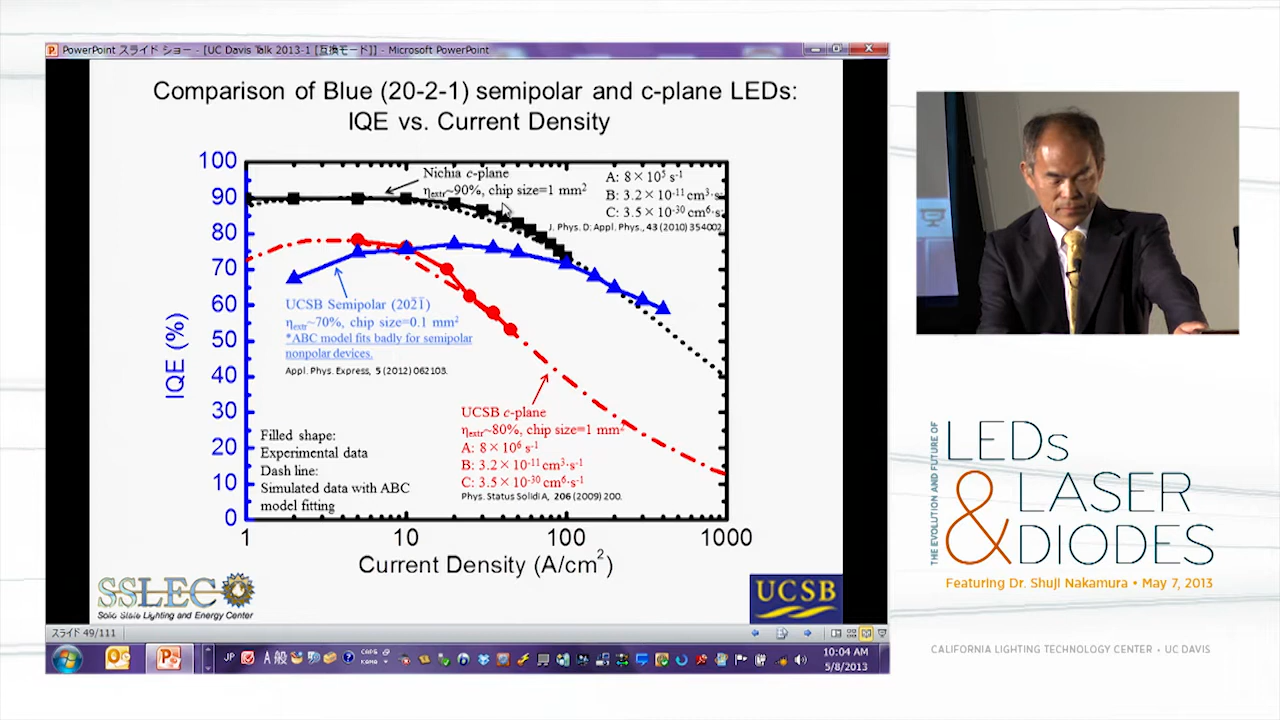 PowerPoint スライド ショー - [UC Davis Talk 2013-1 [互換モード]] - Microsoft PowerPoint
Comparison of Blue (20-2-1) semipolar and c-plane LEDs:
IQE vs. Current Density
100
90
80
70
60
50
40
30
20
10
0
IQE (%)
Nichia c-plane
ηextr~90%, chip size=1 mm²
A: 8×10⁵ s⁻¹
B: 3.2×10⁻¹¹ cm³·s
C: 3.5×10⁻³⁰ cm⁶·s
J. Phys. D: Appl. Phys., 43 (2010) 354002.
UCSB Semipolar (202̅1̅)
ηextr~70%, chip size=0.1 mm²
*ABC model fits badly for semipolar
nonpolar devices.
Appl. Phys. Express, 5 (2012) 062103.
UCSB c-plane
ηextr~80%, chip size=1 mm²
A: 8×10⁶ s⁻¹
B: 3.2×10⁻¹¹ cm³·s⁻¹
C: 3.5×10⁻³⁰ cm⁶·s⁻¹
Phys. Status Solidi A, 206 (2009) 200.
Filled shape:
Experimental data
Dash line:
Simulated data with ABC
model fitting
1 10 100 1000
Current Density (A/cm²)
SSLEC
Solid State Lighting and Energy Center
UCSB
スライド 49/111
JP A 般 CAPS KANA
10:04 AM
5/8/2013
THE EVOLUTION AND FUTURE OF
LEDs
& LASER
DIODES
Featuring Dr. Shuji Nakamura • May 7, 2013
CALIFORNIA LIGHTING TECHNOLOGY CENTER • UC DAVIS